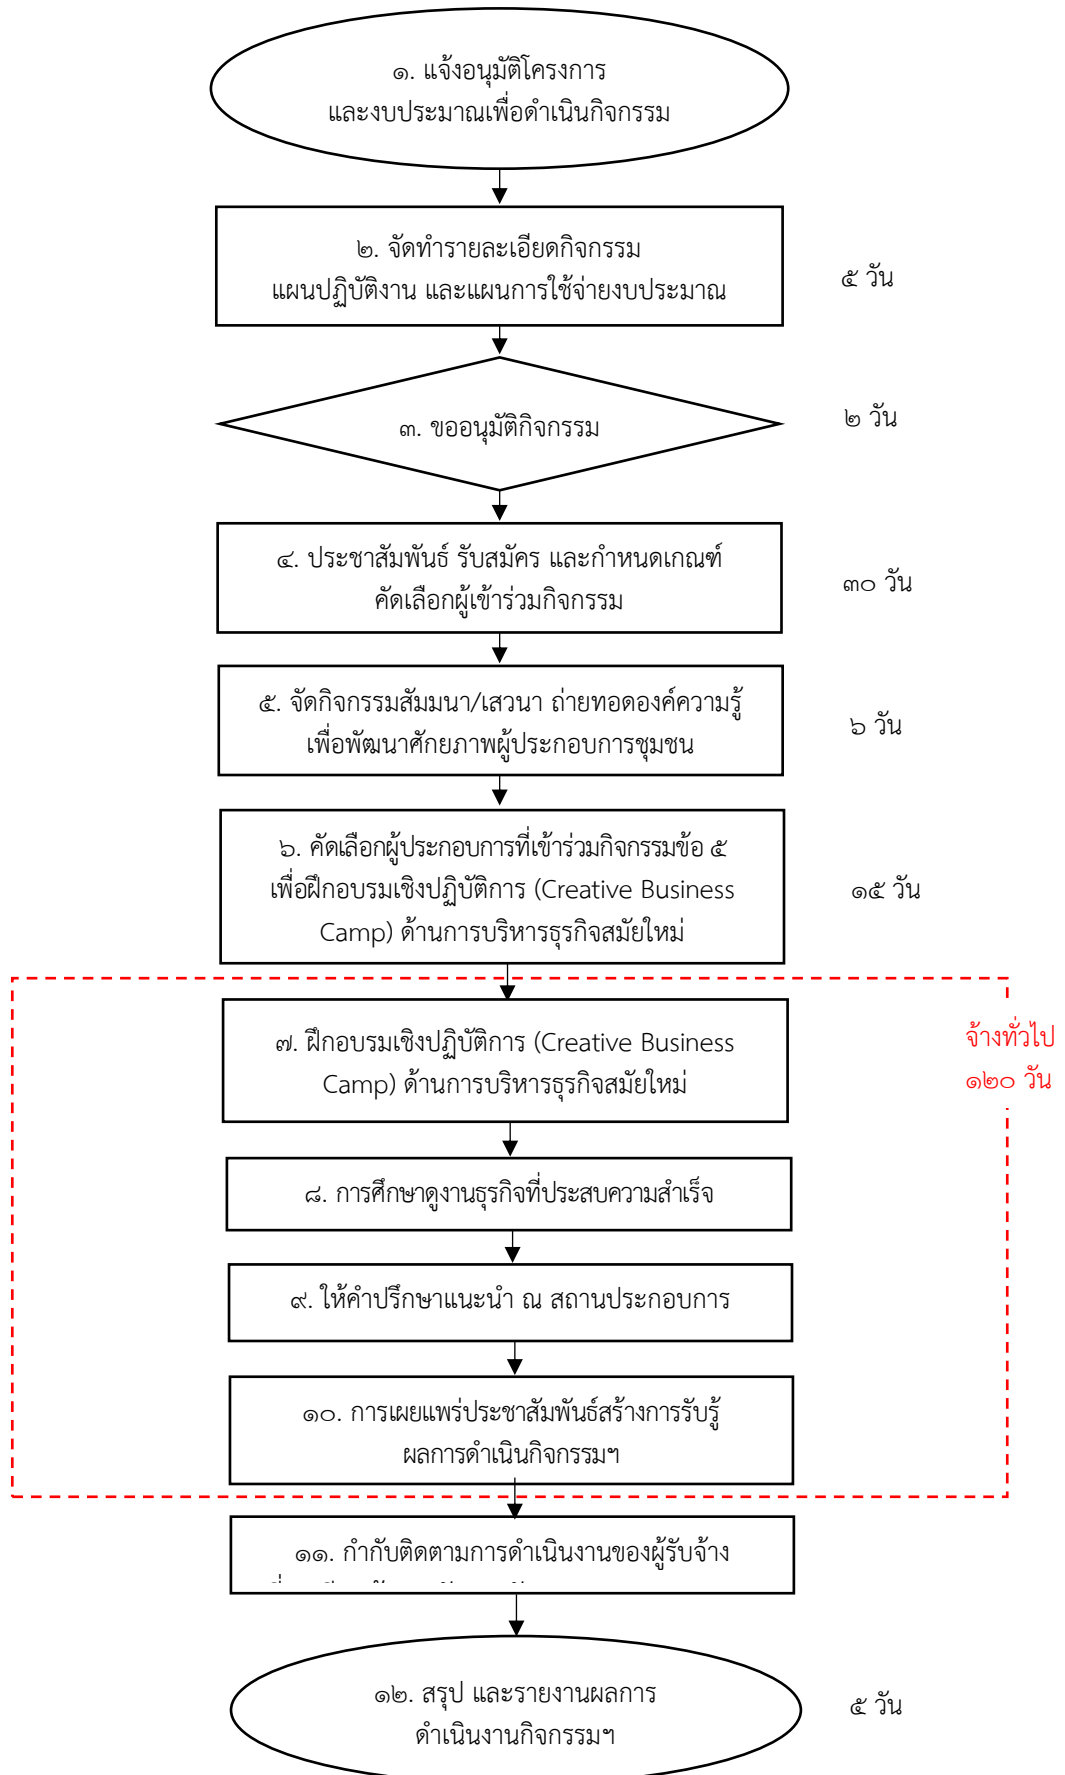 ๑. แจ้งอนุมัติโครงการ
และงบประมาณเพื่อดำเนินกิจกรรม
๒. จัดทำรายละเอียดกิจกรรม
แผนปฏิบัติงาน และแผนการใช้จ่ายงบประมาณ
๕ วัน
๓. ขออนุมัติกิจกรรม
๒ วัน
๔. ประชาสัมพันธ์ รับสมัคร และกำหนดเกณฑ์
คัดเลือกผู้เข้าร่วมกิจกรรม
๓๐ วัน
๕. จัดกิจกรรมสัมมนา/เสวนา ถ่ายทอดองค์ความรู้
เพื่อพัฒนาศักยภาพผู้ประกอบการชุมชน
๖ วัน
๖. คัดเลือกผู้ประกอบการที่เข้าร่วมกิจกรรมข้อ ๕
เพื่อฝึกอบรมเชิงปฏิบัติการ (Creative Business
Camp) ด้านการบริหารธุรกิจสมัยใหม่
๑๕ วัน
๗. ฝึกอบรมเชิงปฏิบัติการ (Creative Business
Camp) ด้านการบริหารธุรกิจสมัยใหม่
จ้างทั่วไป
๑๒๐ วัน
๘. การศึกษาดูงานธุรกิจที่ประสบความสำเร็จ
๙. ให้คำปรึกษาแนะนำ ณ สถานประกอบการ
๑๐. การเผยแพร่ประชาสัมพันธ์สร้างการรับรู้
ผลการดำเนินกิจกรรมฯ
๑๑. กำกับติดตามการดำเนินงานของผู้รับจ้าง
๑๒. สรุป และรายงานผลการ
ดำเนินงานกิจกรรมฯ
๕ วัน